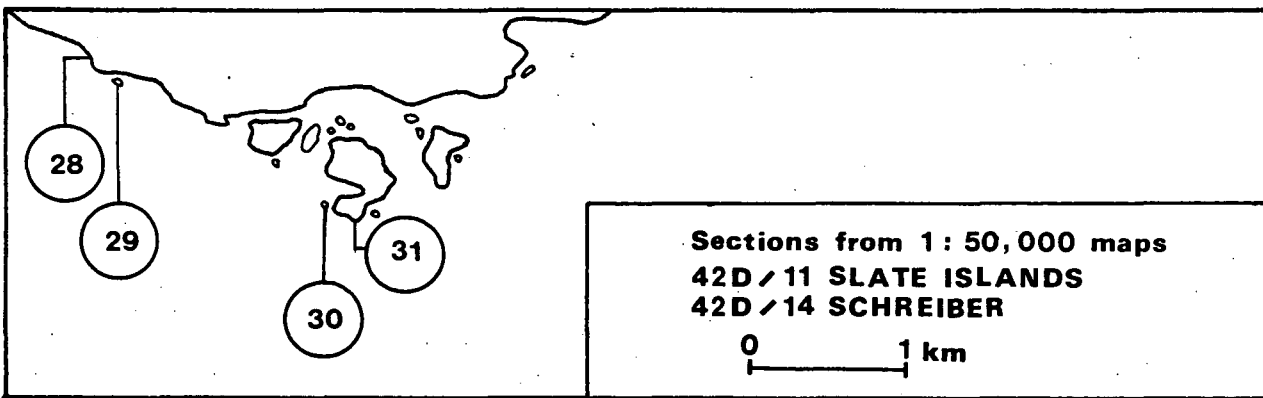 28
29
30
31
Sections from 1:50,000 maps
42D/11 SLATE ISLANDS
42D/14 SCHREIBER
0 1 km